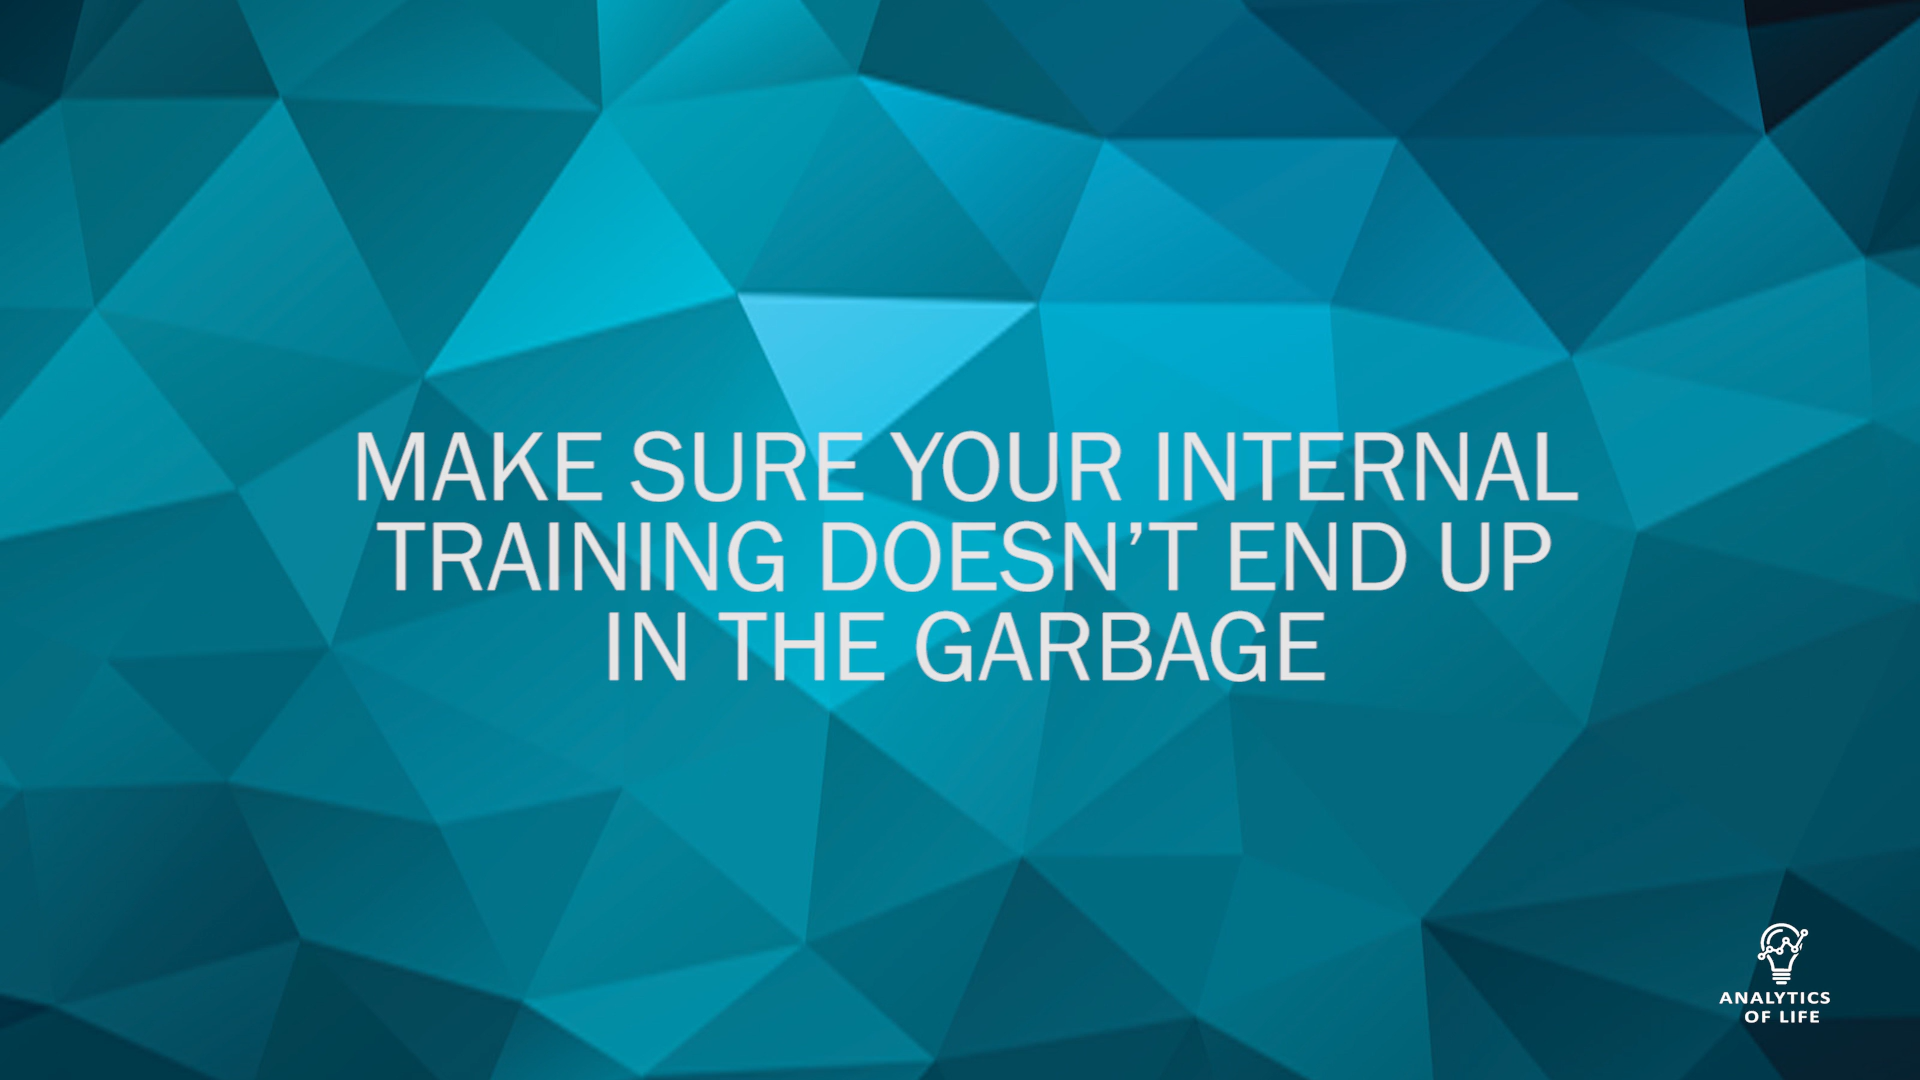 MAKE SURE YOUR INTERNAL
TRAINING DOESN’T END UP
IN THE GARBAGE
ANALYTICS
OF LIFE